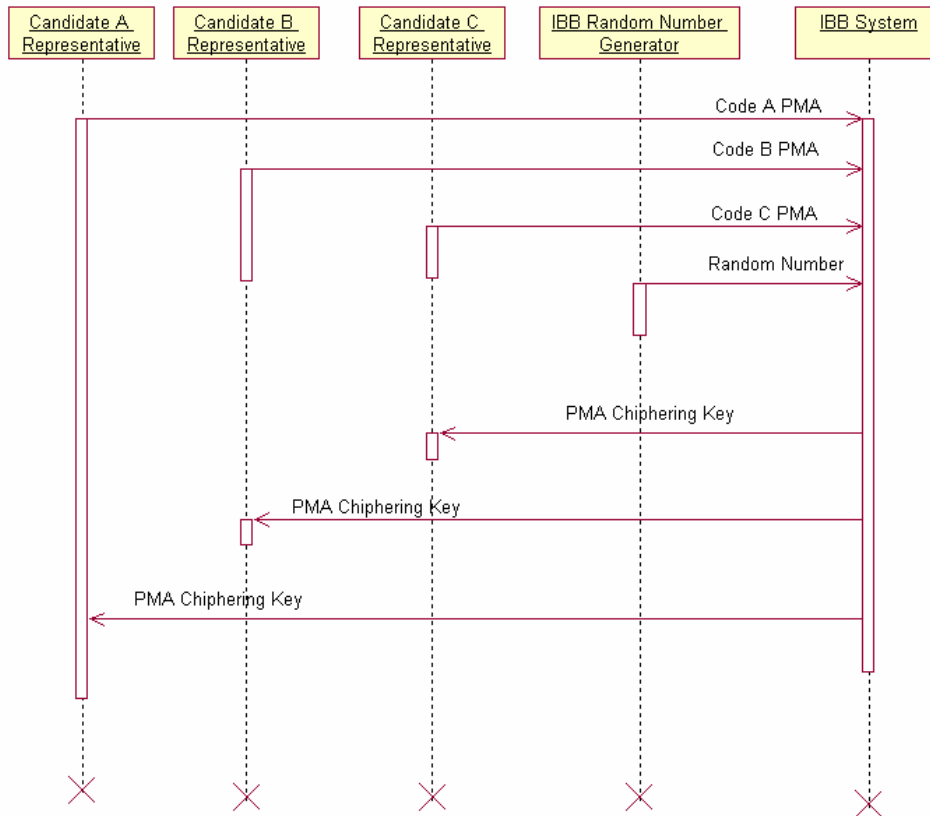 Candidate A
Representative
Candidate B
Representative
Candidate C
Representative
IBB Random Number
Generator
IBB System
Code A PMA
Code B PMA
Code C PMA
Random Number
PMA Chiphering Key
PMA Chiphering Key
PMA Chiphering Key